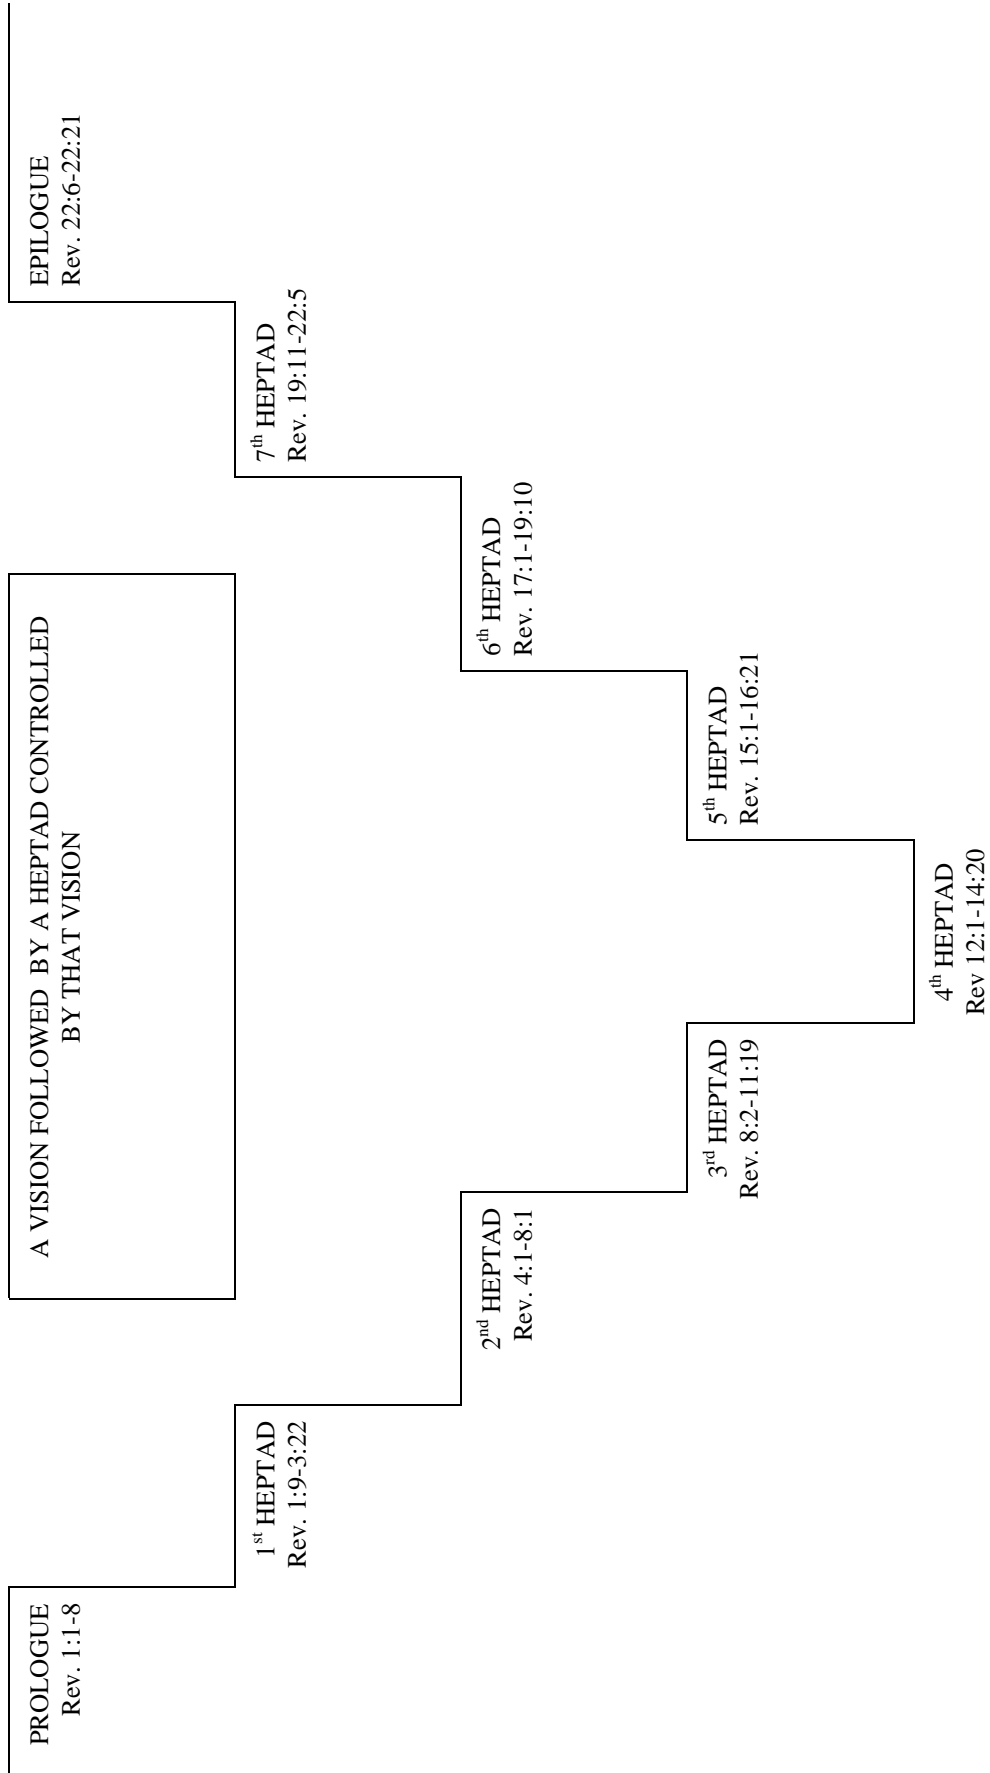 PROLOGUE
Rev. 1:1-8
A VISION FOLLOWED  BY A HEPTAD CONTROLLED
BY THAT VISION
EPILOGUE
Rev. 22:6-22:21
1st HEPTAD
Rev. 1:9-3:22
7th HEPTAD
Rev. 19:11-22:5
2nd HEPTAD
Rev. 4:1-8:1
6th HEPTAD
Rev. 17:1-19:10
3rd HEPTAD
Rev. 8:2-11:19
5th HEPTAD
Rev. 15:1-16:21
4th HEPTAD
Rev 12:1-14:20